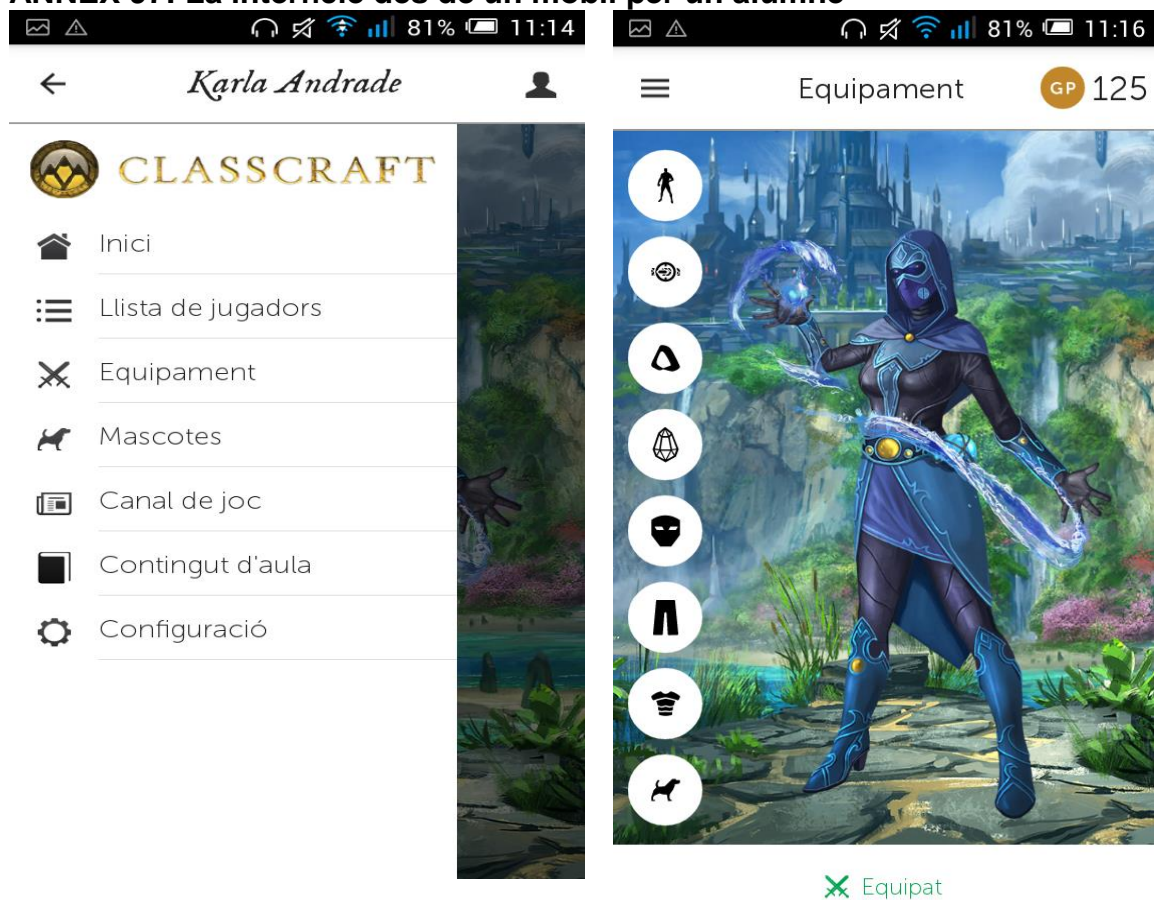 81% 11:14
Karla Andrade
CLASSCRAFT
Inici
Llista de jugadors
Equipament
Mascotes
Canal de joc
Contingut d'aula
Configuració
81% 11:16
Equipament GP 125
Equipat